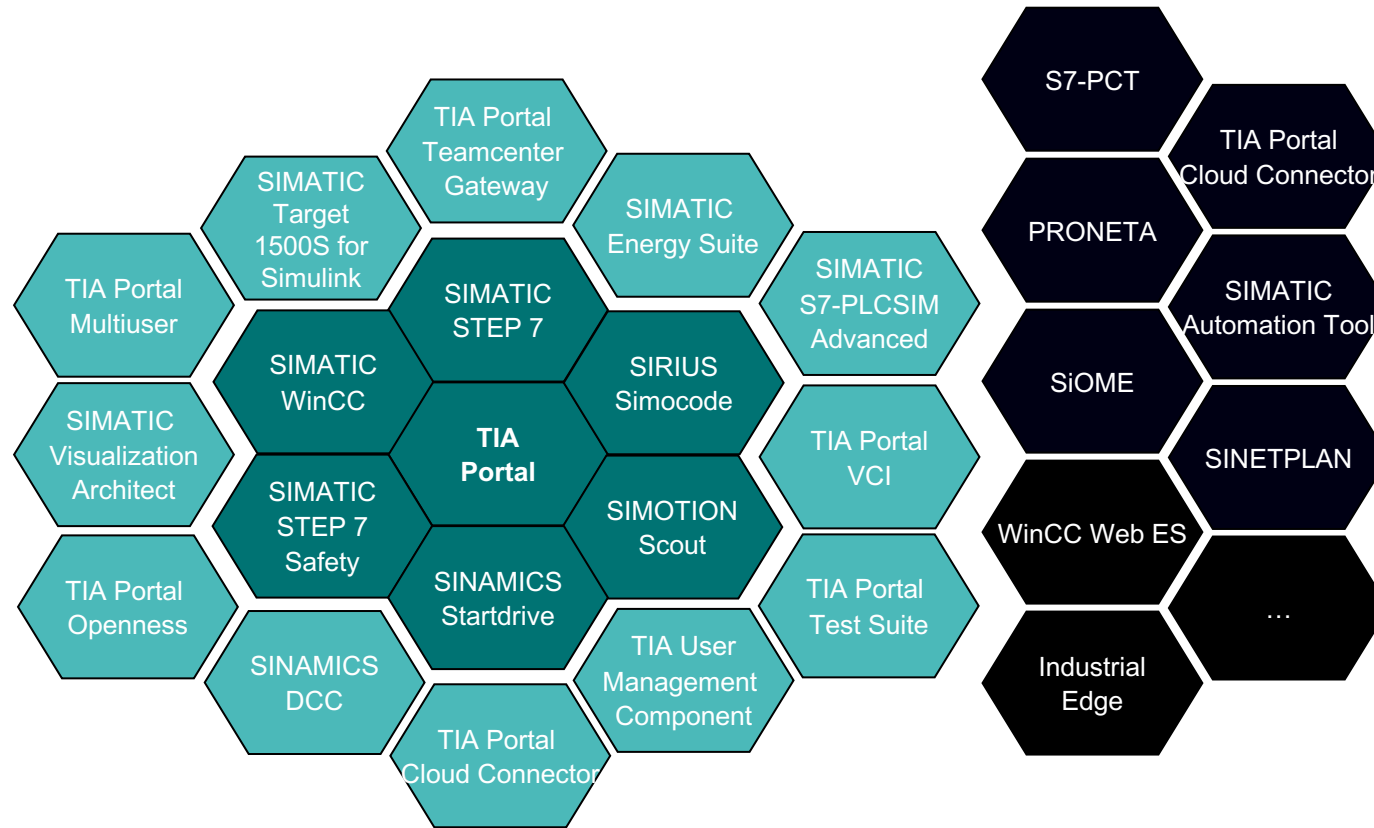 TIA Portal
Teamcenter
Gateway
SIMATIC
Target
1500S for
Simulink
SIMATIC
Energy Suite
TIA Portal
Multiuser
SIMATIC
STEP 7
SIMATIC
S7-PLCSIM
Advanced
SIMATIC
WinCC
SIRIUS
Simocode
SIMATIC
Visualization
Architect
TIA
Portal
TIA Portal
VCI
SIMATIC
STEP 7
Safety
SIMOTION
Scout
TIA Portal
Openness
SINAMICS
Startdrive
TIA Portal
Test Suite
SINAMICS
DCC
TIA User
Management
Component
TIA Portal
Cloud Connector
S7-PCT
TIA Portal
Cloud Connector
PRONETA
SIMATIC
Automation Tool
SiOME
SINETPLAN
WinCC Web ES
…
Industrial
Edge